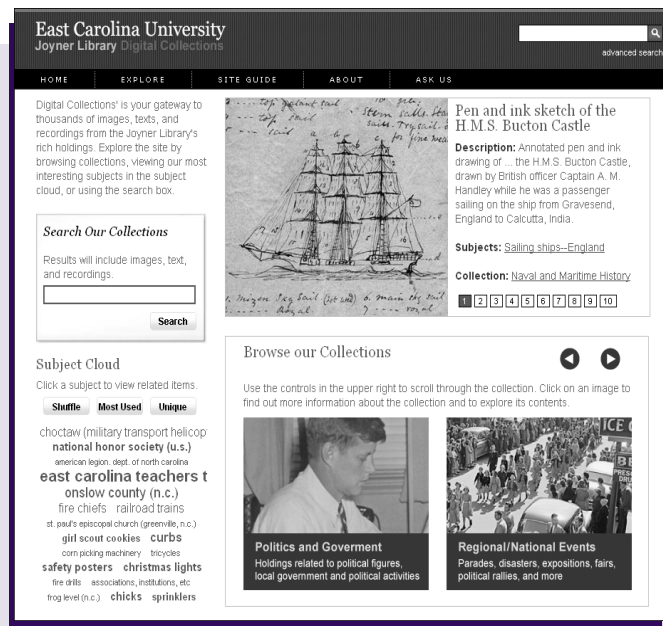 East Carolina University
Joyner Library Digital Collections
advanced search
HOME EXPLORE SITE GUIDE ABOUT ASK US
Digital Collections' is your gateway to
thousands of images, texts, and
recordings from the Joyner Library's
rich holdings. Explore the site by
browsing collections, viewing our most
interesting subjects in the subject
cloud, or using the search box.
Search Our Collections
Results will include images, text,
and recordings.
Search
Subject Cloud
Click a subject to view related items.
Shuffle Most Used Unique
choctaw (military transport helicop
national honor society (u.s.)
american legion. dept. of north carolina
east carolina teachers t
onslow county (n.c.)
fire chiefs railroad trains
st. paul's episcopal church (greenville, n.c.)
girl scout cookies curbs
corn picking machinery tricycles
safety posters christmas lights
fire drills associations, institutions, etc
frog level (n.c.) chicks sprinklers
top sail
Stern sails.
a b c
mizen sky sail
main sky sail
royal
Pen and ink sketch of the
H.M.S. Bucton Castle
Description: Annotated pen and ink
drawing of ... the H.M.S. Bucton Castle,
drawn by British officer Captain A. M.
Handley while he was a passenger
sailing on the ship from Gravesend,
England to Calcutta, India.
Subjects: Sailing ships--England
Collection: Naval and Maritime History
1 2 3 4 5 6 7 8 9 10
Browse our Collections
Use the controls in the upper right to scroll through the collection. Click on an image to
find out more information about the collection and to explore its contents.
Politics and Goverment
Holdings related to political figures,
local government and political activities
ICE C
Regional/National Events
Parades, disasters, expositions, fairs,
political rallies, and more